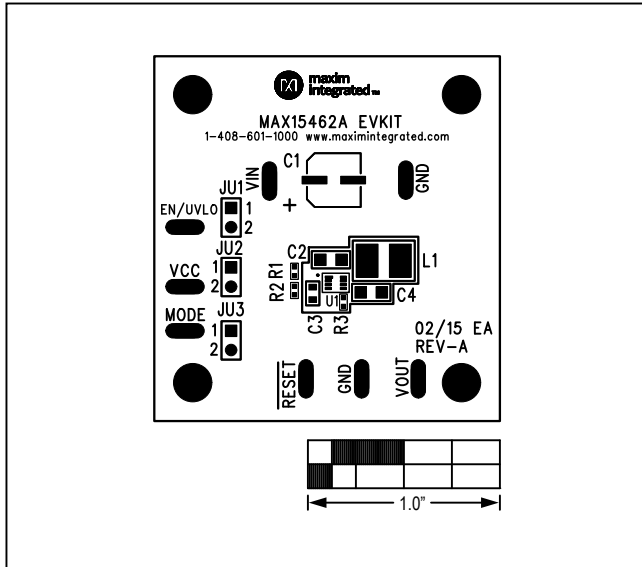 maxim
integrated™
MAX15462A EVKIT
1-408-601-1000 www.maximintegrated.com
C1
VIN
GND
+
JU1
EN/UVLO
1
2
JU2
C2
L1
VCC
1
2
R1
R2
U1
C4
MODE
JU3
C3
R3
1
2
02/15 EA
REV-A
RESET
GND
VOUT
1.0"